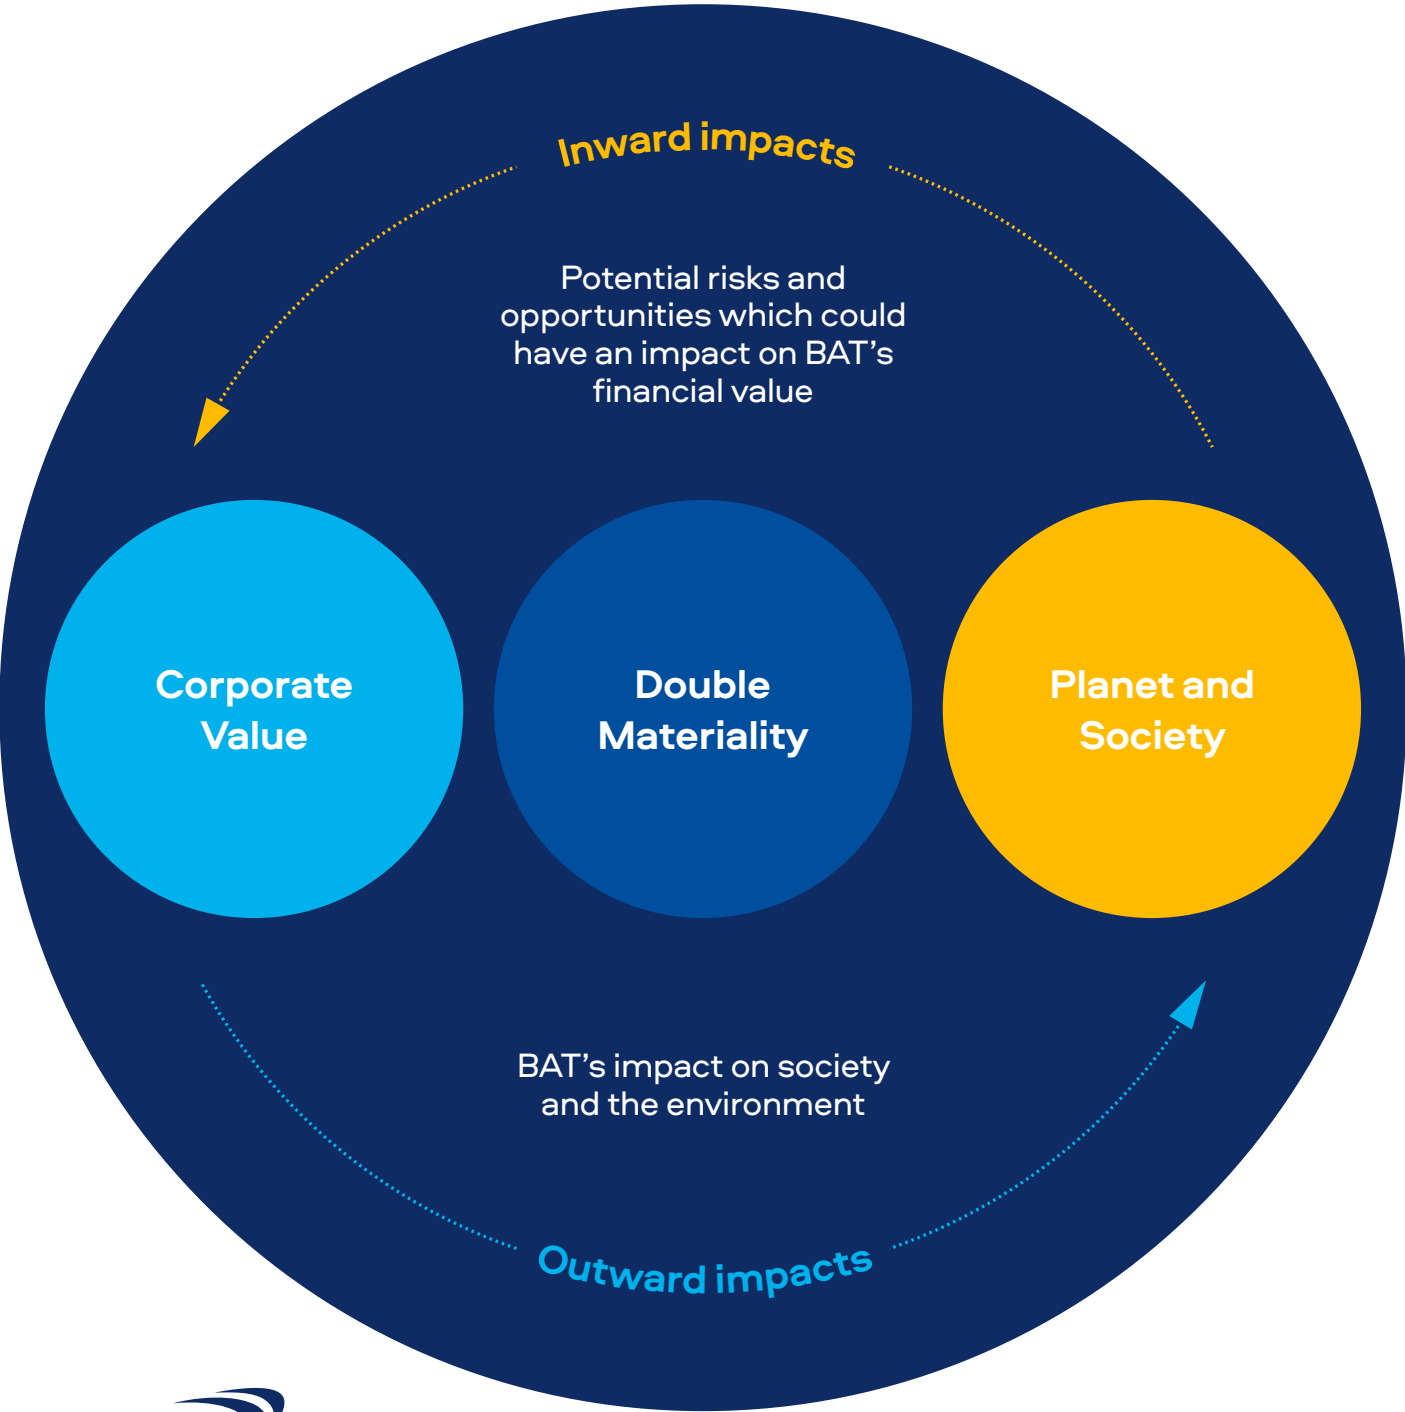 Inward impacts
Potential risks and
opportunities which could
have an impact on BAT’s
financial value
Corporate
Value
Double
Materiality
Planet and
Society
BAT’s impact on society
and the environment
Outward impacts